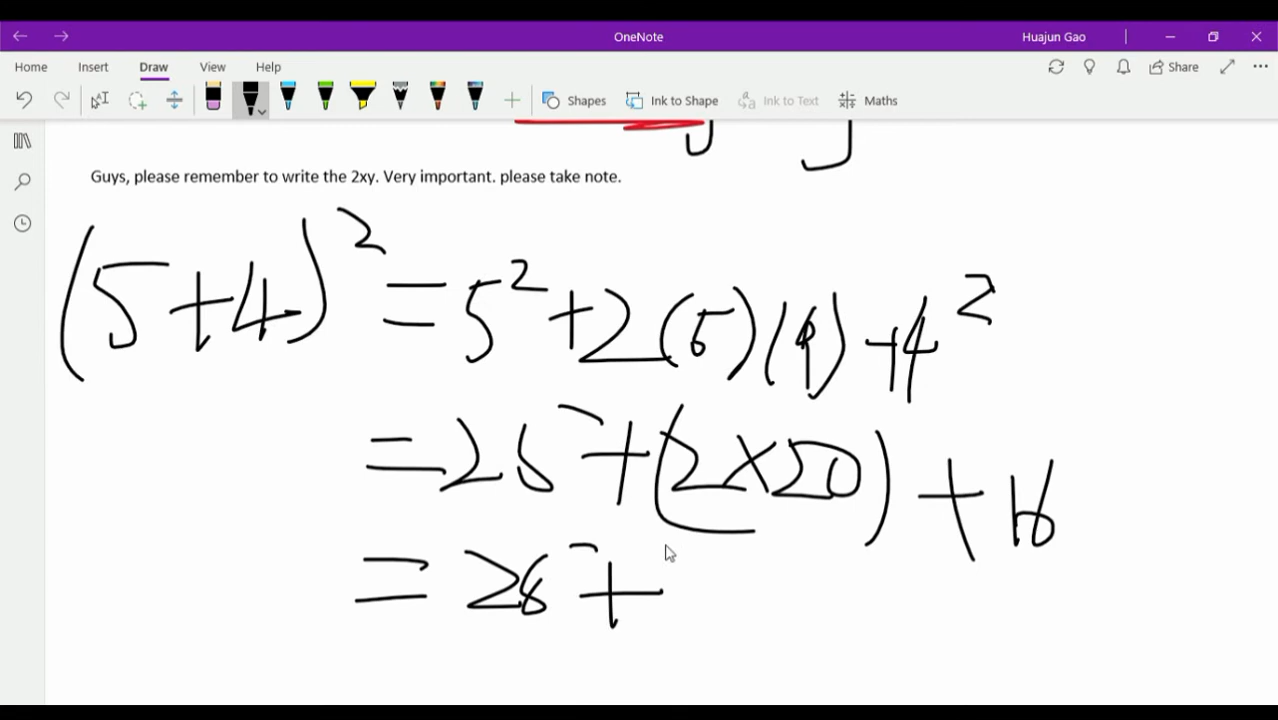 OneNote
Huajun Gao
Home Insert Draw View Help
Share
Shapes Ink to Shape Ink to Text Maths
Guys, please remember to write the 2xy. Very important. please take note.
(5+4)² = 5² + 2(5)(4) + 4²
= 25 + (2×20) + 16
= 25 +